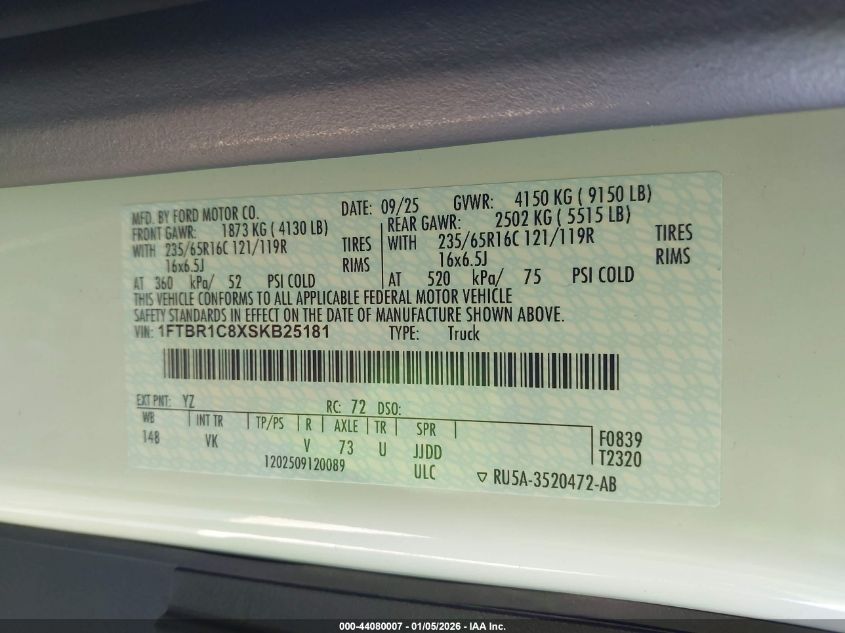 MFD. BY FORD MOTOR CO. DATE: 09/25 GVWR: 4150 KG ( 9150 LB)
FRONT GAWR: 1873 KG ( 4130 LB) REAR GAWR: 2502 KG ( 5515 LB)
WITH 235/65R16C 121/119R TIRES WITH 235/65R16C 121/119R TIRES
16x6.5J RIMS 16x6.5J RIMS
AT 360 kPa/ 52 PSI COLD AT 520 kPa/ 75 PSI COLD
THIS VEHICLE CONFORMS TO ALL APPLICABLE FEDERAL MOTOR VEHICLE
SAFETY STANDARDS IN EFFECT ON THE DATE OF MANUFACTURE SHOWN ABOVE.
VIN: 1FTBR1C8XSKB25181 TYPE: Truck
EXT PNT: YZ RC: 72 DSO:
WB INT TR TP/PS R AXLE TR SPR
148 VK V 73 U JJDD
F0839
T2320
1202509120089 ULC ▽ RU5A-3520472-AB
000-44080007 - 01/05/2026 - IAA Inc.